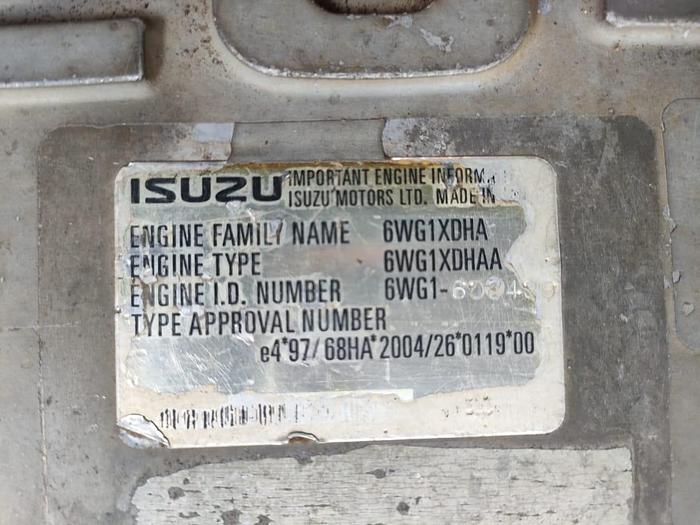 ISUZU IMPORTANT ENGINE INFORM
ISUZU MOTORS LTD. MADE IN
ENGINE FAMILY NAME 6WG1XDHA
ENGINE TYPE 6WG1XDHAA
ENGINE I.D. NUMBER 6WG1-
TYPE APPROVAL NUMBER
e4*97/68HA*2004/26*0119*00